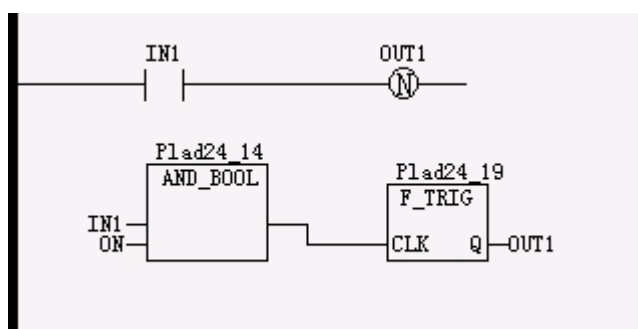 IN1 OUT1
N
Plad24_14
AND_BOOL
Plad24_19
F_TRIG
IN1
ON
CLK Q OUT1